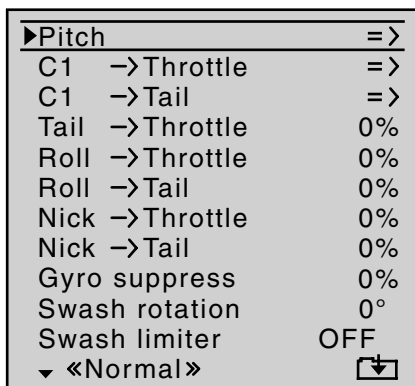 ▶Pitch =>
C1 –>Throttle =>
C1 –>Tail =>
Tail –>Throttle 0%
Roll –>Throttle 0%
Roll –>Tail 0%
Nick –>Throttle 0%
Nick –>Tail 0%
Gyro suppress 0%
Swash rotation 0°
Swash limiter OFF
▼ «Normal»